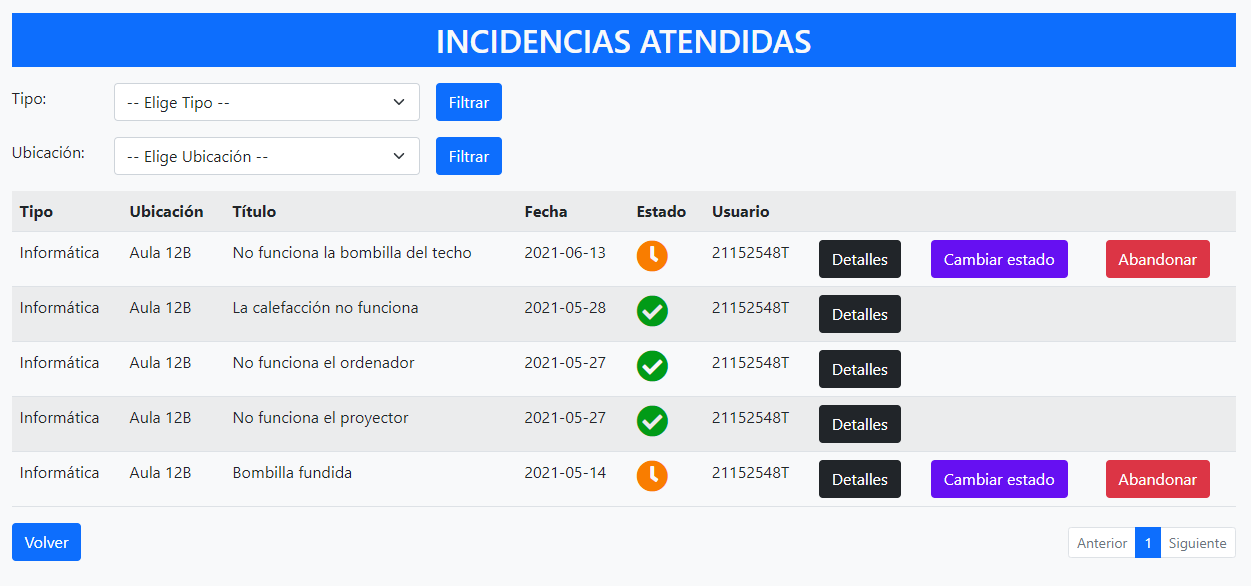 INCIDENCIAS ATENDIDAS
Tipo: -- Elige Tipo -- Filtrar
Ubicación: -- Elige Ubicación -- Filtrar
Tipo Ubicación Título Fecha Estado Usuario
Informática Aula 12B No funciona la bombilla del techo 2021-06-13 21152548T Detalles Cambiar estado Abandonar
Informática Aula 12B La calefacción no funciona 2021-05-28 21152548T Detalles
Informática Aula 12B No funciona el ordenador 2021-05-27 21152548T Detalles
Informática Aula 12B No funciona el proyector 2021-05-27 21152548T Detalles
Informática Aula 12B Bombilla fundida 2021-05-14 21152548T Detalles Cambiar estado Abandonar
Volver Anterior 1 Siguiente